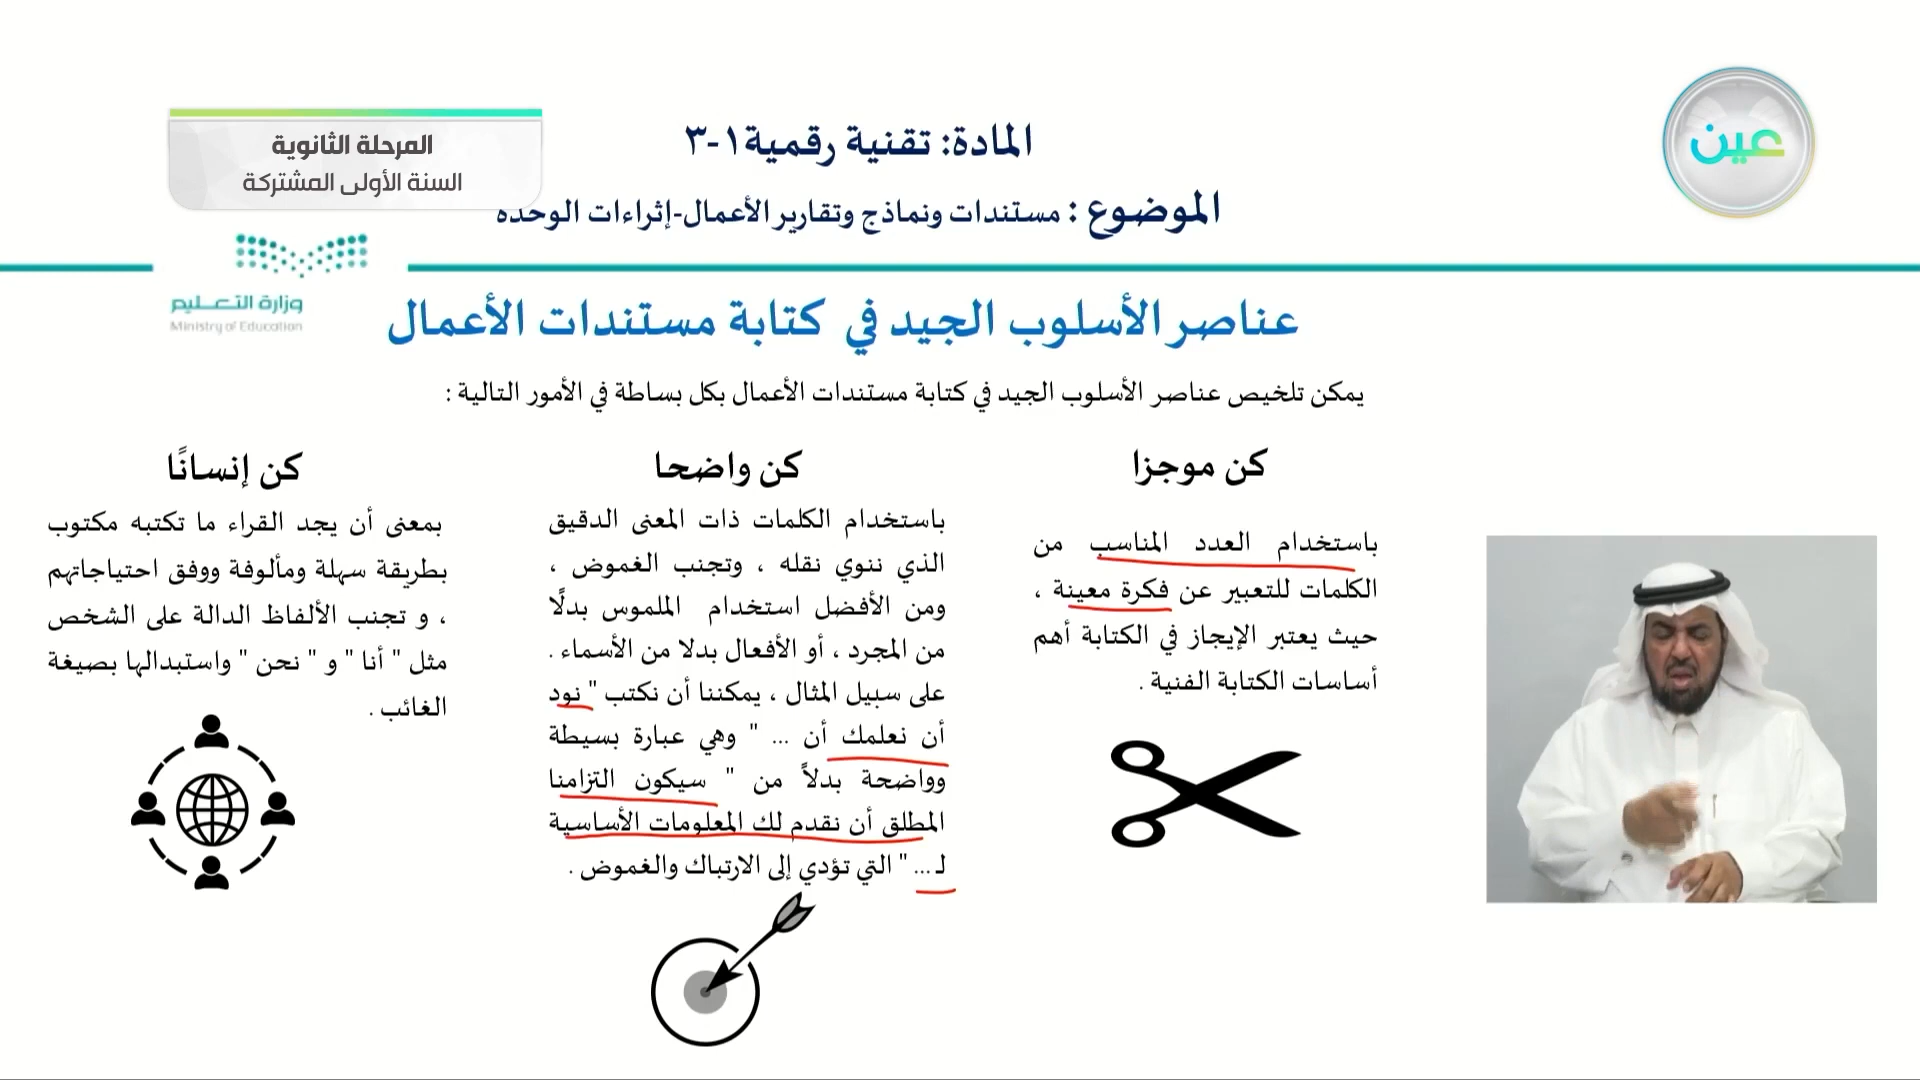 عين
المادة: تقنية رقمية١-٣
المرحلة الثانوية
السنة الأولى المشتركة
الموضوع : مستندات ونماذج وتقارير الأعمال-إثراءات الوحدة
وزارة التعـــليم
Ministry of Education
عناصر الأسلوب الجيد في كتابة مستندات الأعمال
يمكن تلخيص عناصر الأسلوب الجيد في كتابة مستندات الأعمال بكل بساطة في الأمور التالية :
كن موجزا
باستخدام العدد المناسب من
الكلمات للتعبير عن فكرة معينة ،
حيث يعتبر الإيجاز في الكتابة أهم
أساسات الكتابة الفنية .
كن واضحا
باستخدام الكلمات ذات المعنى الدقيق
الذي ننوي نقله ، وتجنب الغموض ،
ومن الأفضل استخدام الملموس بدلًا
من المجرد ، أو الأفعال بدلا من الأسماء .
على سبيل المثال ، يمكننا أن نكتب " نود
أن نعلمك أن ... " وهي عبارة بسيطة
وواضحة بدلاً من " سيكون التزامنا
المطلق أن نقدم لك المعلومات الأساسية
لـ ... " التي تؤدي إلى الارتباك والغموض .
كن إنسانًا
بمعنى أن يجد القراء ما تكتبه مكتوب
بطريقة سهلة ومألوفة ووفق احتياجاتهم
، و تجنب الألفاظ الدالة على الشخص
مثل " أنا " و " نحن " واستبدالها بصيغة
الغائب .